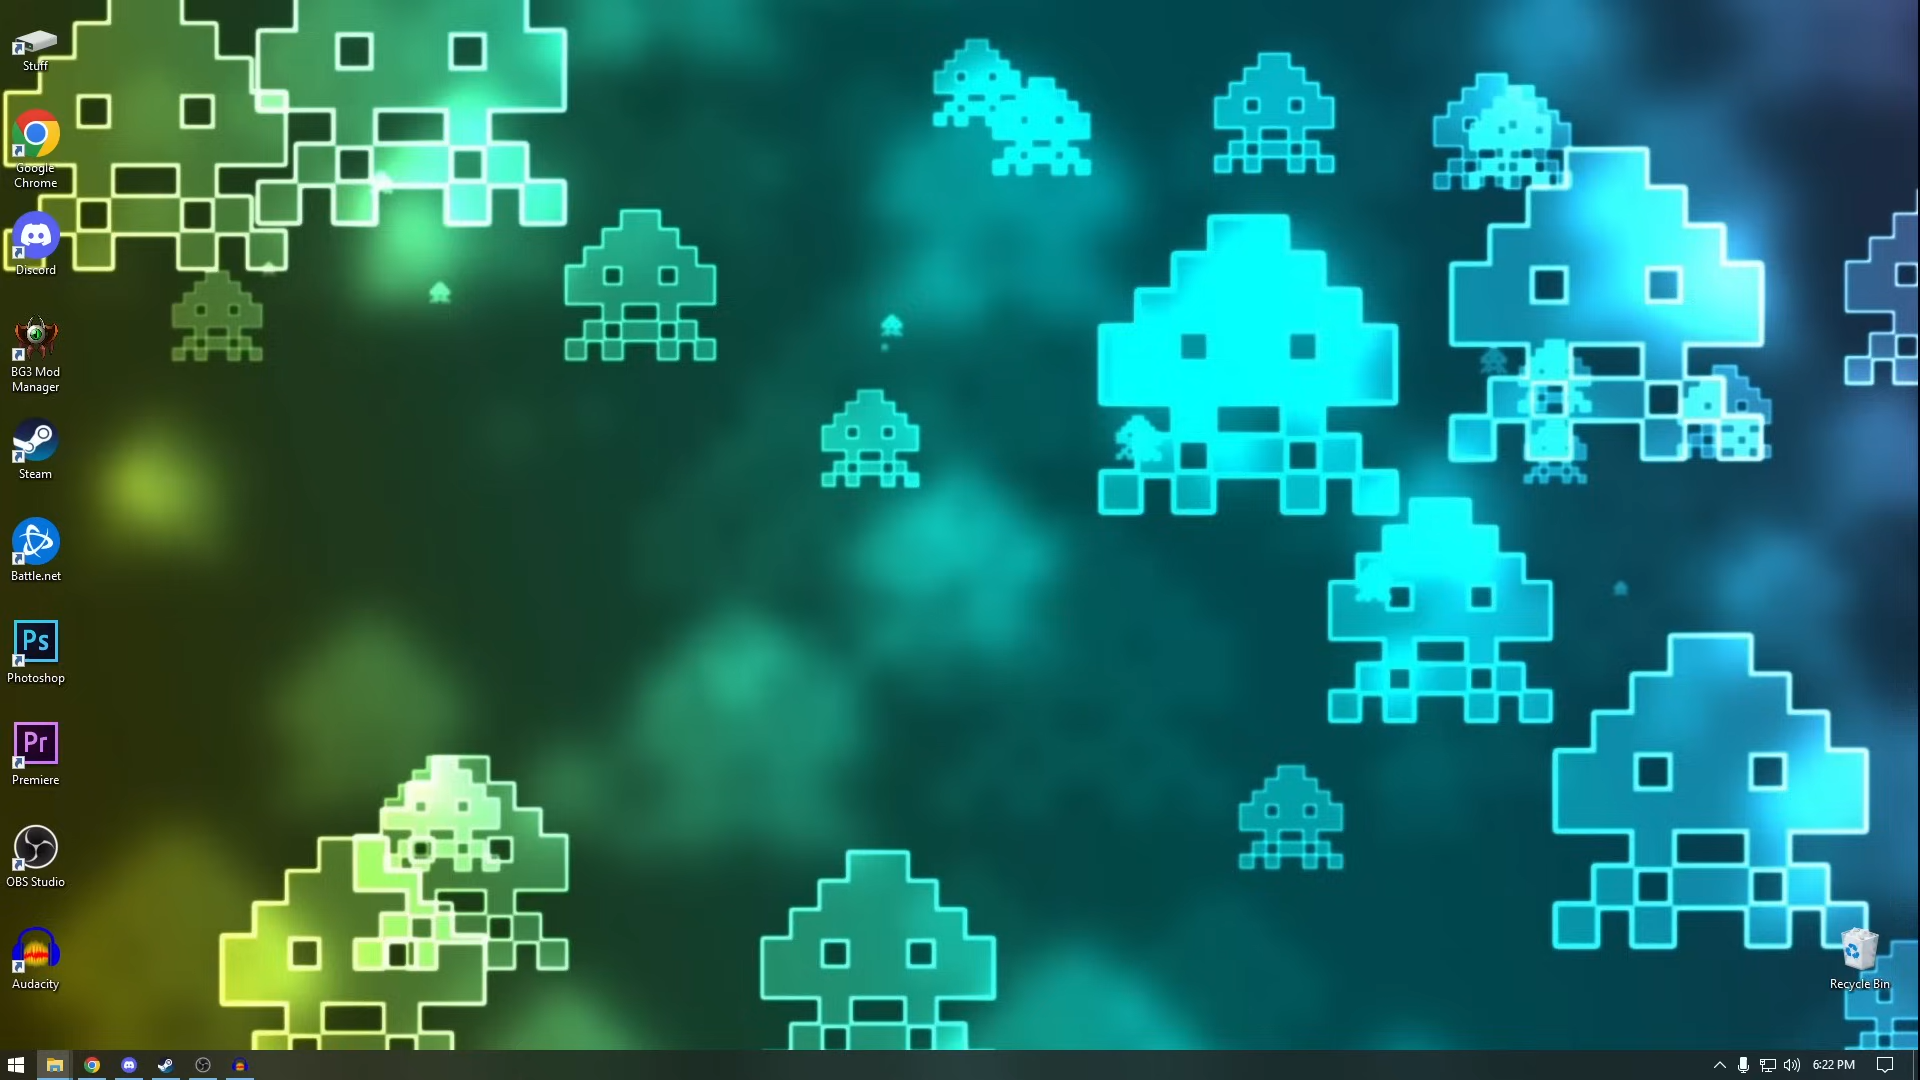 Stuff
Google
Chrome
Discord
BG3 Mod
Manager
Steam
Battle.net
Ps
Photoshop
Pr
Premiere
OBS Studio
Audacity
Recycle Bin
6:22 PM